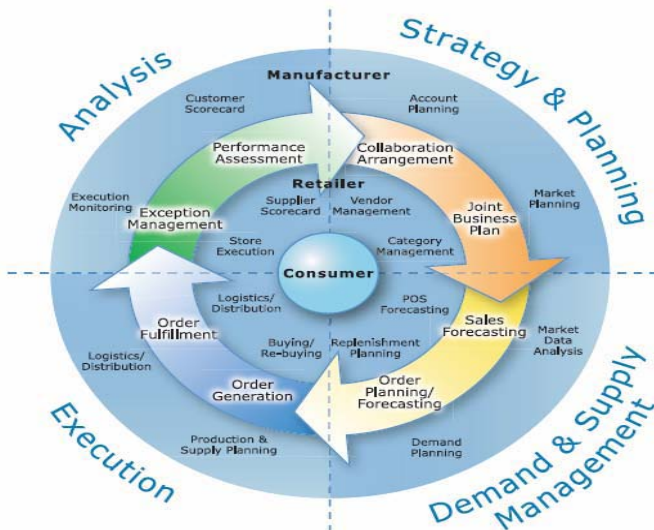 Analysis
Strategy & Planning
Manufacturer
Customer
Scorecard
Account
Planning
Performance
Assessment
Collaboration
Arrangement
Retailer
Execution
Monitoring
Exception
Management
Supplier
Scorecard
Vendor
Management
Joint
Business
Plan
Market
Planning
Store
Execution
Category
Management
Consumer
Logistics/
Distribution
POS
Forecasting
Order
Fulfillment
Sales
Forecasting
Logistics/
Distribution
Buying/
Re-buying
Replenishment
Planning
Market
Data
Analysis
Order
Generation
Order
Planning/
Forecasting
Production &
Supply Planning
Demand
Planning
Execution
Demand & Supply
Management